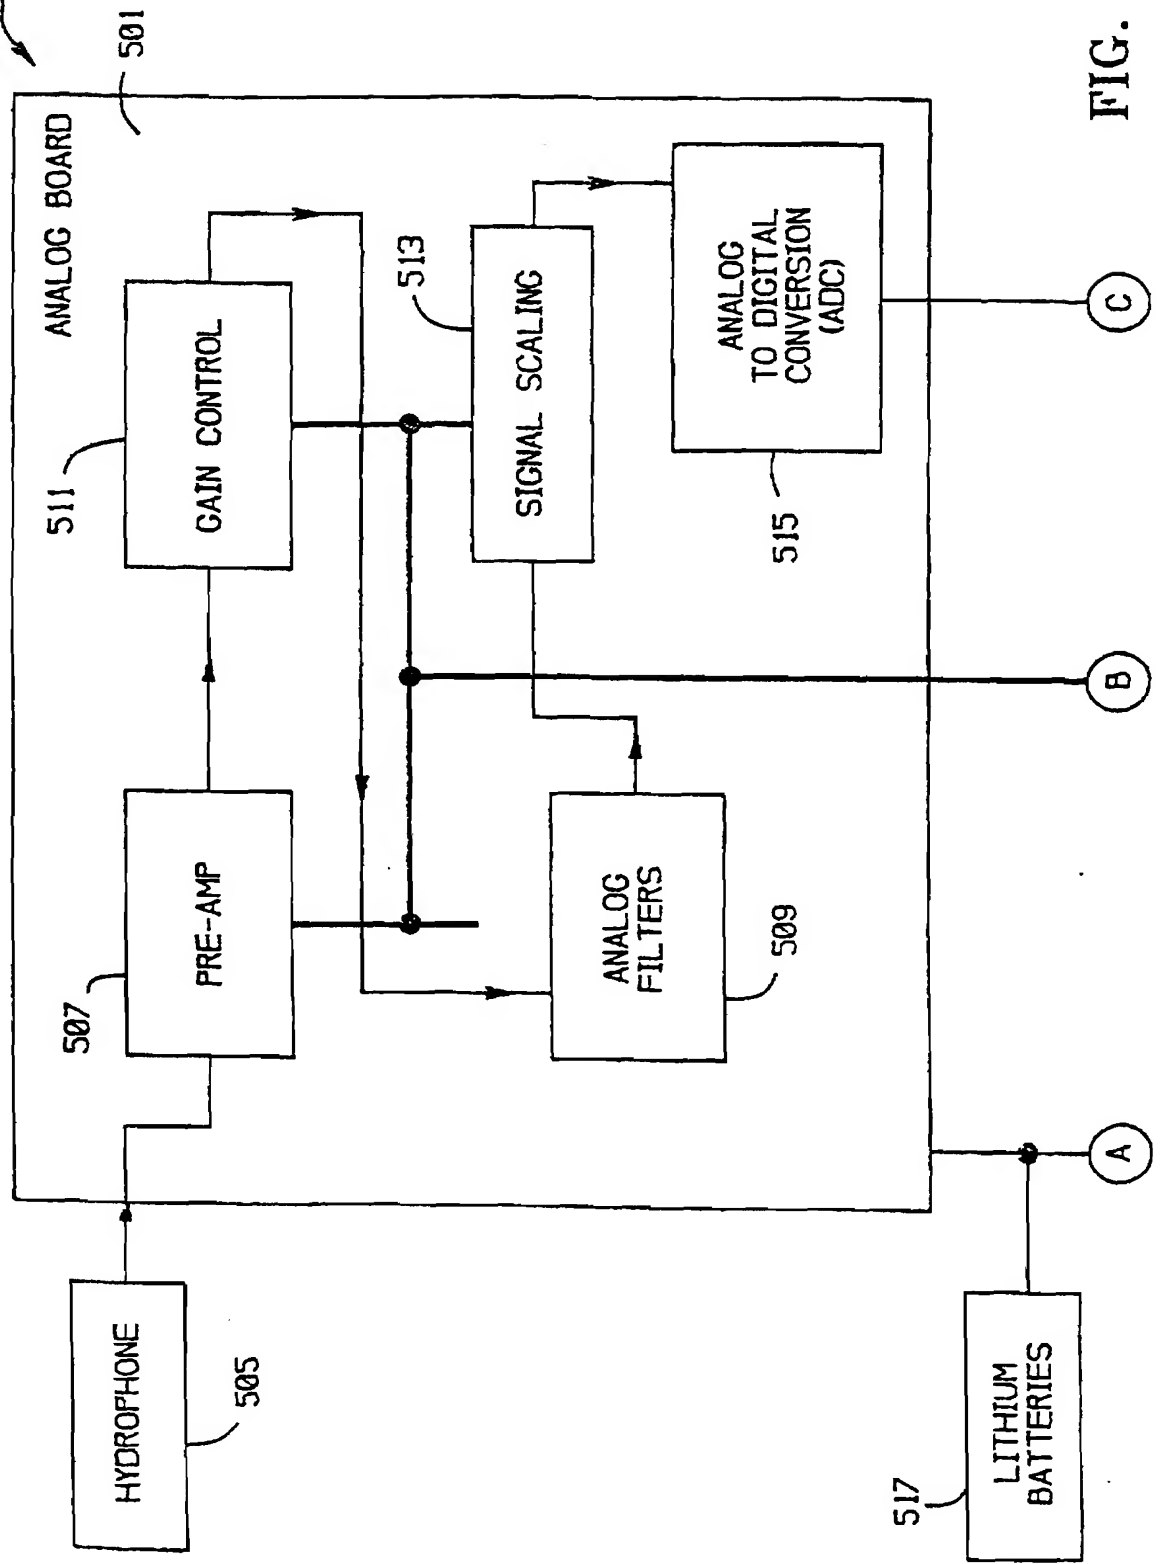 501
ANALOG BOARD
511
GAIN CONTROL
507
PRE-AMP
513
SIGNAL SCALING
ANALOG
TO DIGITAL
CONVERSION
(ADC)
515
ANALOG
FILTERS
509
HYDROPHONE
505
517
LITHIUM
BATTERIES
A
B
C
FIG.